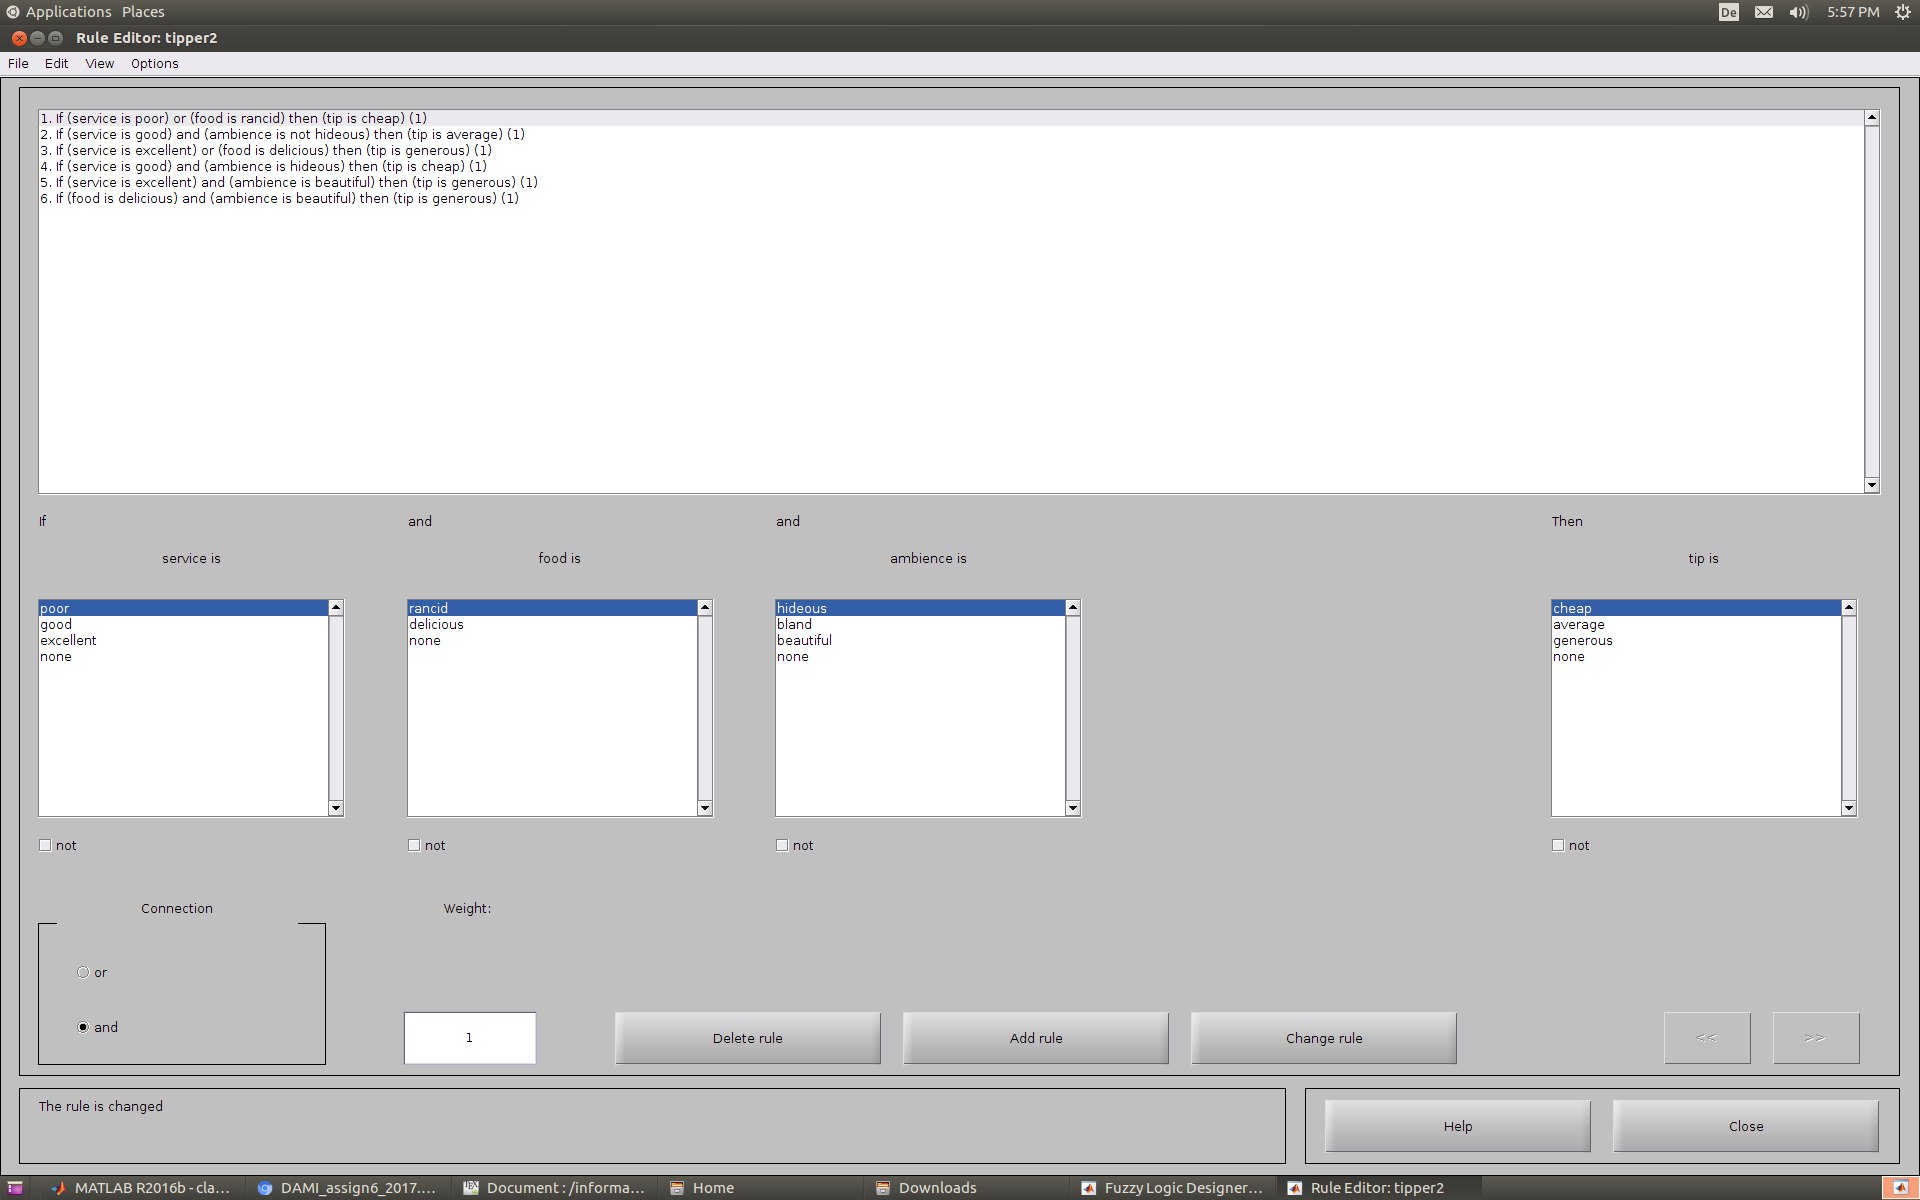 Applications Places De 5:57 PM
Rule Editor: tipper2
File Edit View Options
1. If (service is poor) or (food is rancid) then (tip is cheap) (1)
2. If (service is good) and (ambience is not hideous) then (tip is average) (1)
3. If (service is excellent) or (food is delicious) then (tip is generous) (1)
4. If (service is good) and (ambience is hideous) then (tip is cheap) (1)
5. If (service is excellent) and (ambience is beautiful) then (tip is generous) (1)
6. If (food is delicious) and (ambience is beautiful) then (tip is generous) (1)
If and and Then
service is food is ambience is tip is
poor
good
excellent
none
rancid
delicious
none
hideous
bland
beautiful
none
cheap
average
generous
none
not not not not
Connection
or
and
Weight:
1
Delete rule Add rule Change rule << >>
The rule is changed
Help Close
MATLAB R2016b - cla... DAMI_assign6_2017.... Document : /informa... Home Downloads Fuzzy Logic Designer... Rule Editor: tipper2